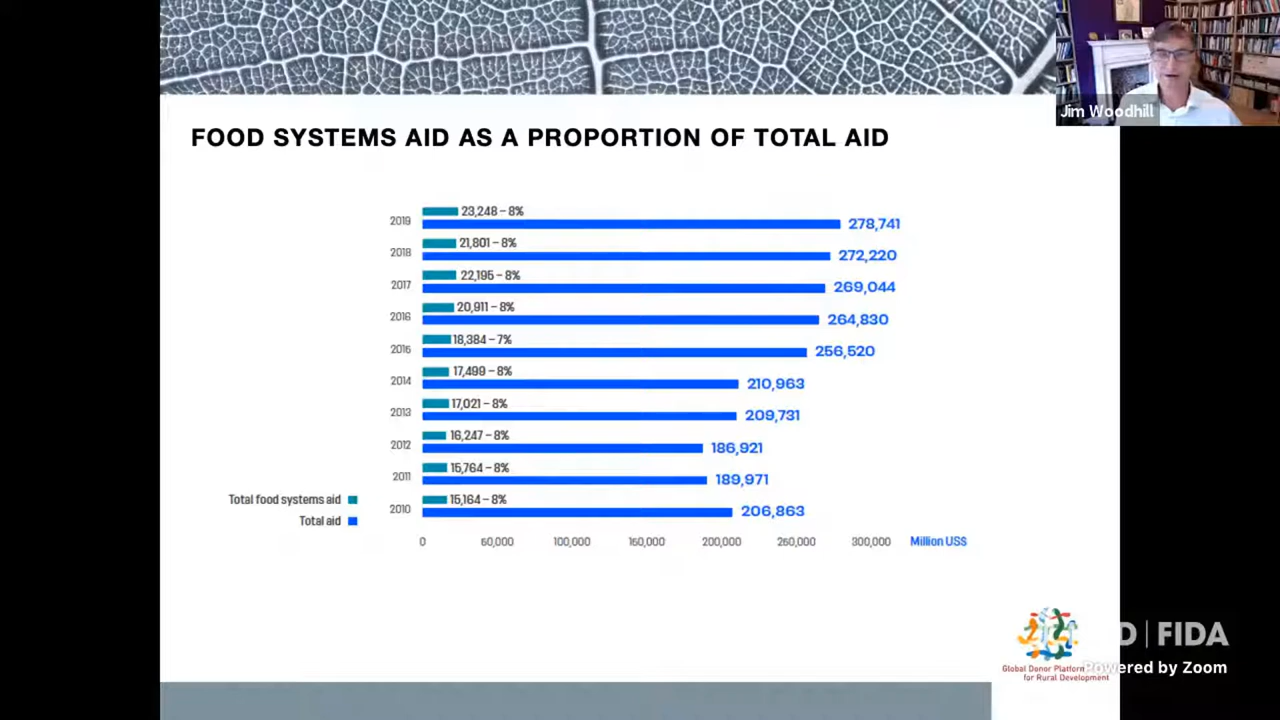 Jim Woodhill
FOOD SYSTEMS AID AS A PROPORTION OF TOTAL AID
2019 23,248 – 8% 278,741
2018 21,801 – 8% 272,220
2017 22,195 – 8% 269,044
2016 20,911 – 8% 264,830
2015 18,384 – 7% 256,520
2014 17,499 – 8% 210,963
2013 17,021 – 8% 209,731
2012 16,247 – 8% 186,921
2011 15,764 – 8% 189,971
2010 15,164 – 8% 206,863
Total food systems aid
Total aid
0 50,000 100,000 150,000 200,000 250,000 300,000 Million US$
D | FIDA
Powered by Zoom
Global Donor Platform
for Rural Development